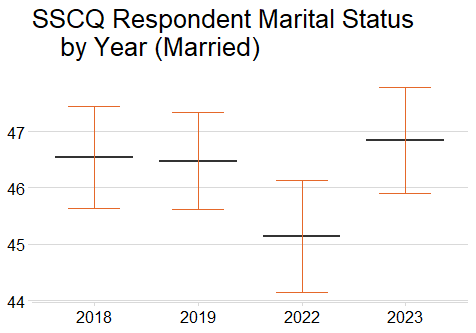 SSCQ Respondent Marital Status
by Year (Married)
47
46
45
44
2018 2019 2022 2023